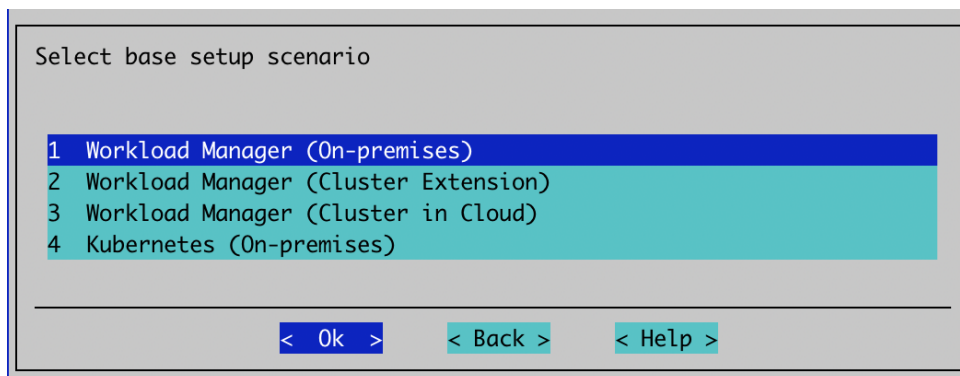 Select base setup scenario
1 Workload Manager (On-premises)
2 Workload Manager (Cluster Extension)
3 Workload Manager (Cluster in Cloud)
4 Kubernetes (On-premises)
< Ok > < Back > < Help >